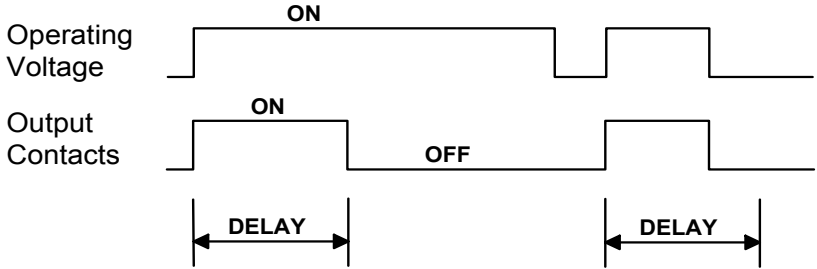 ON
Operating
Voltage
ON
Output
Contacts
OFF
DELAY
DELAY